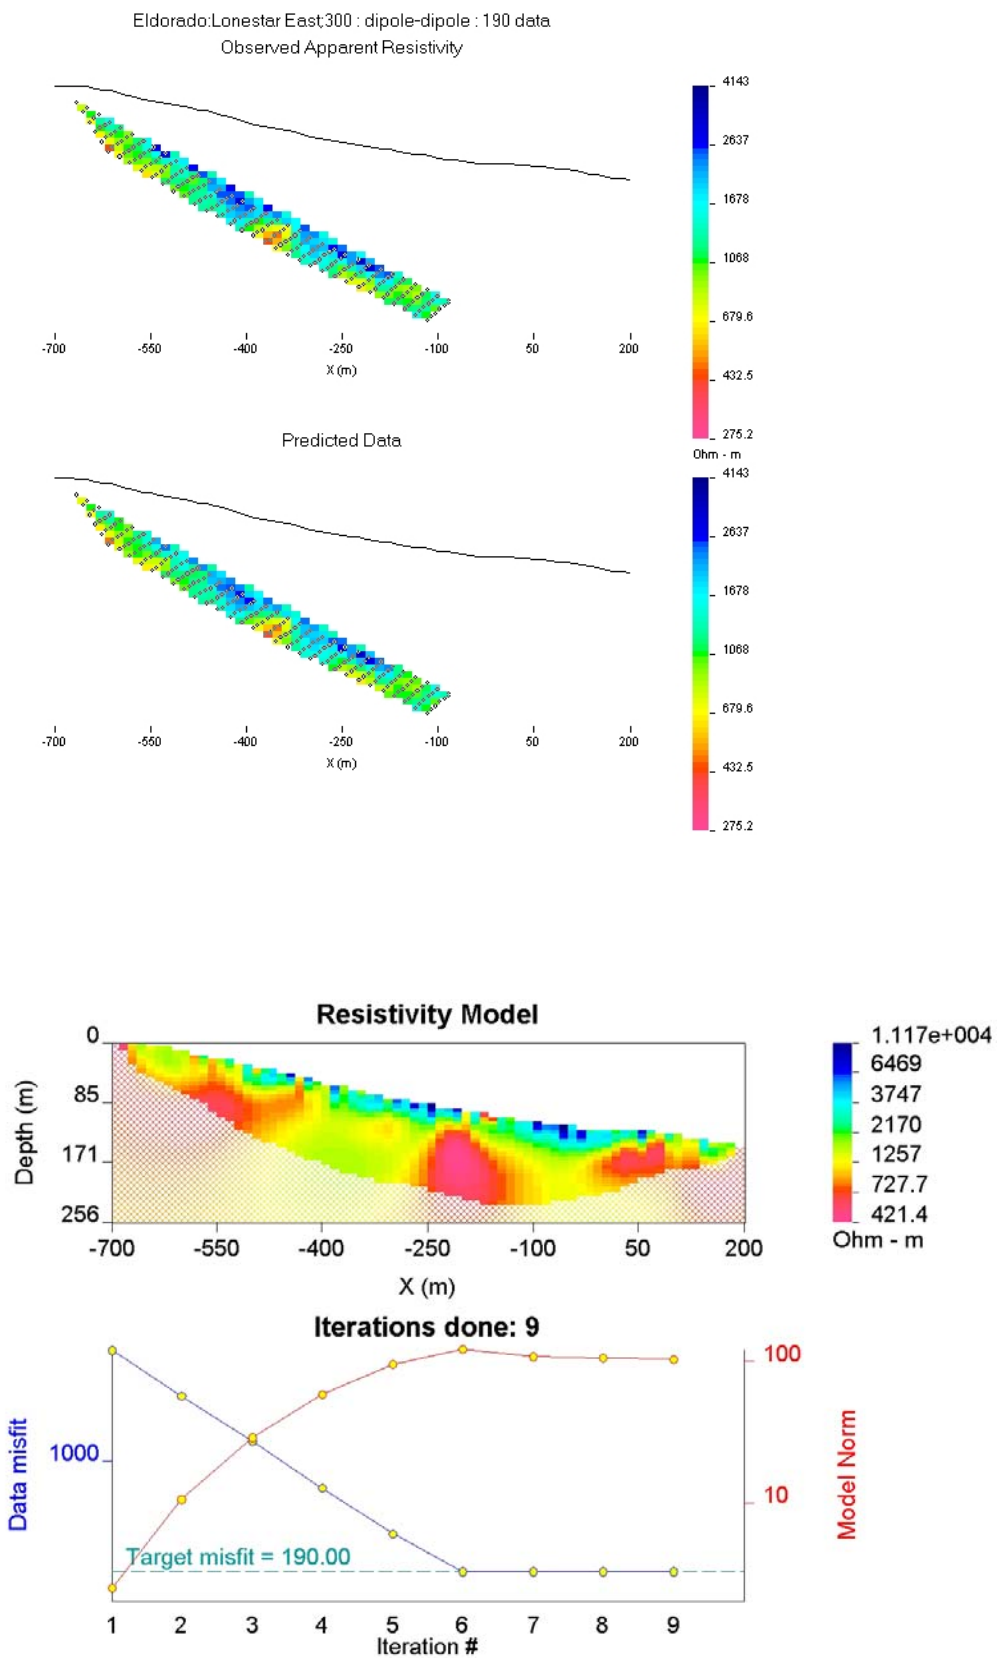 Eldorado:Lonestar East;300 : dipole-dipole : 190 data
Observed Apparent Resistivity
4143
2637
1678
1068
679.6
432.5
275.2
Ohm - m
-700 -550 -400 -250 -100 50 200
X (m)
Predicted Data
4143
2637
1678
1068
679.6
432.5
275.2
-700 -550 -400 -250 -100 50 200
X (m)
Resistivity Model
0
85
171
256
Depth (m)
-700 -550 -400 -250 -100 50 200
X (m)
1.117e+004
6469
3747
2170
1257
727.7
421.4
Ohm - m
Iterations done: 9
Data misfit
1000
Target misfit = 190.00
100
10
Model Norm
1 2 3 4 5 6 7 8 9
Iteration #